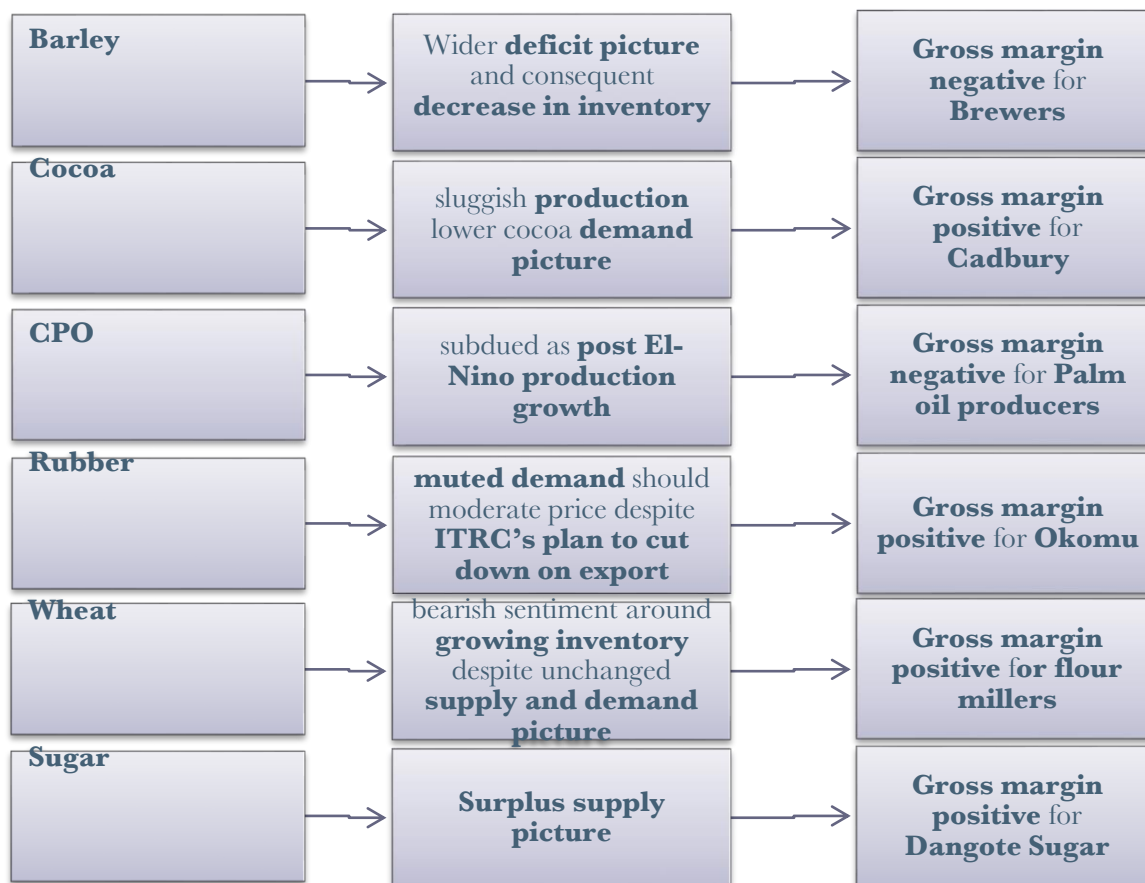 Barley
Wider deficit picture
and consequent
decrease in inventory
Gross margin
negative for
Brewers
Cocoa
sluggish production
lower cocoa demand
picture
Gross margin
positive for
Cadbury
CPO
subdued as post El-
Nino production
growth
Gross margin
negative for Palm
oil producers
Rubber
muted demand should
moderate price despite
ITRC’s plan to cut
down on export
Gross margin
positive for Okomu
Wheat
bearish sentiment around
growing inventory
despite unchanged
supply and demand
picture
Gross margin
positive for flour
millers
Sugar
Surplus supply
picture
Gross margin
positive for
Dangote Sugar